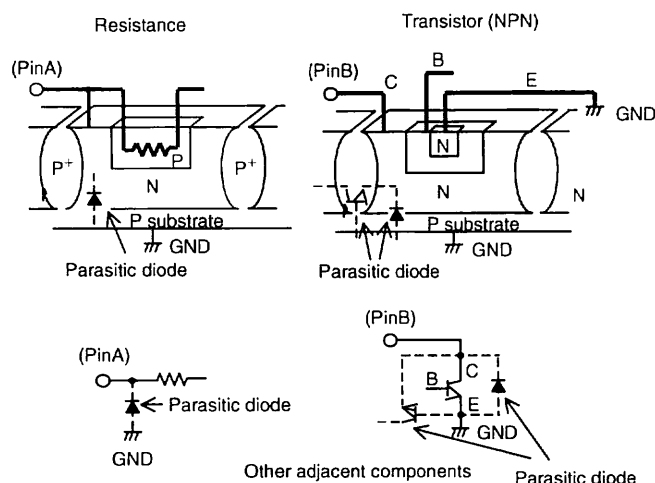 Resistance
Transistor (NPN)
(PinA)
(PinB)
C
B
E
GND
P+
P
P+
N
N
N
N
P substrate
GND
P substrate
GND
Parasitic diode
Parasitic diode
(PinB)
(PinA)
C
B
Parasitic diode
E
GND
GND
Other adjacent components
Parasitic diode